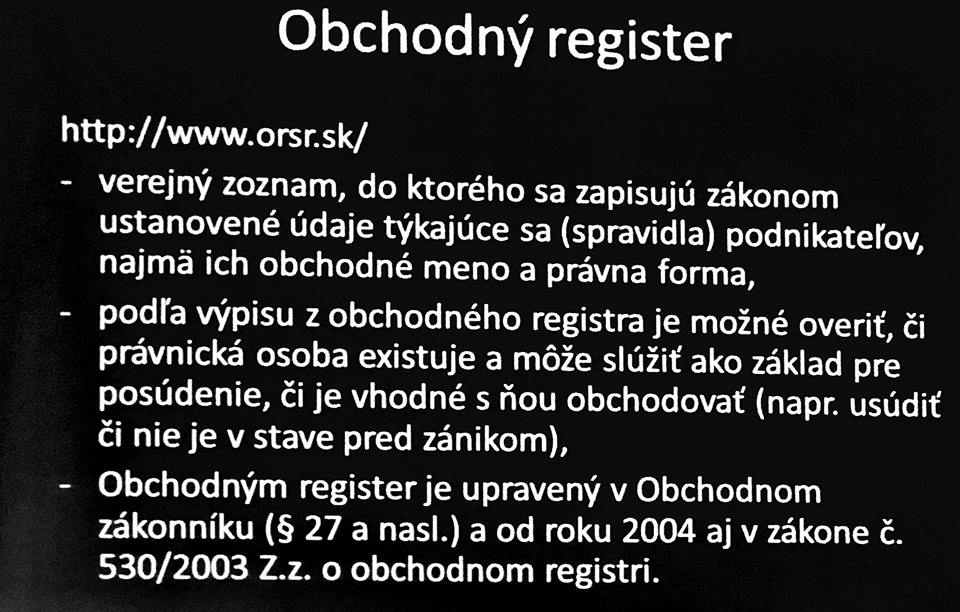 Obchodný register
http://www.orsr.sk/
- verejný zoznam, do ktorého sa zapisujú zákonom
ustanovené údaje týkajúce sa (spravidla) podnikateľov,
najmä ich obchodné meno a právna forma,
- podľa výpisu z obchodného registra je možné overiť, či
právnická osoba existuje a môže slúžiť ako základ pre
posúdenie, či je vhodné s ňou obchodovať (napr. usúdiť
či nie je v stave pred zánikom),
- Obchodným register je upravený v Obchodnom
zákonníku (§ 27 a nasl.) a od roku 2004 aj v zákone č.
530/2003 Z.z. o obchodnom registri.